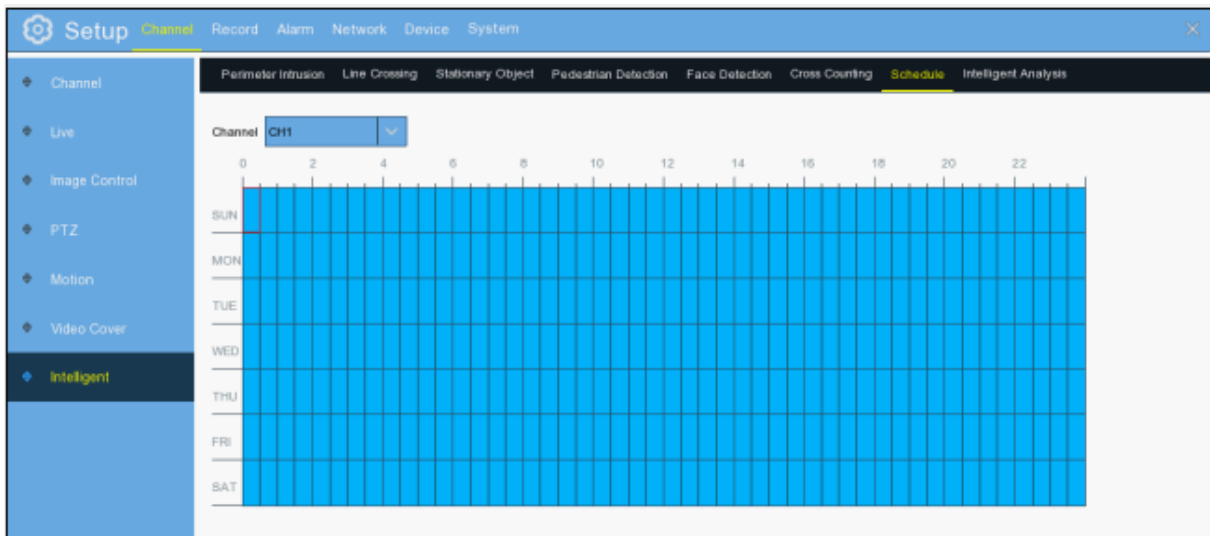 Setup Channel Record Alarm Network Device System
Perimeter Intrusion Line Crossing Stationary Object Pedestrian Detection Face Detection Cross Counting Schedule Intelligent Analysis
Channel
Live
Image Control
PTZ
Motion
Video Cover
Intelligent
Channel CH1
0 2 4 6 8 10 12 14 16 18 20 22
SUN
MON
TUE
WED
THU
FRI
SAT